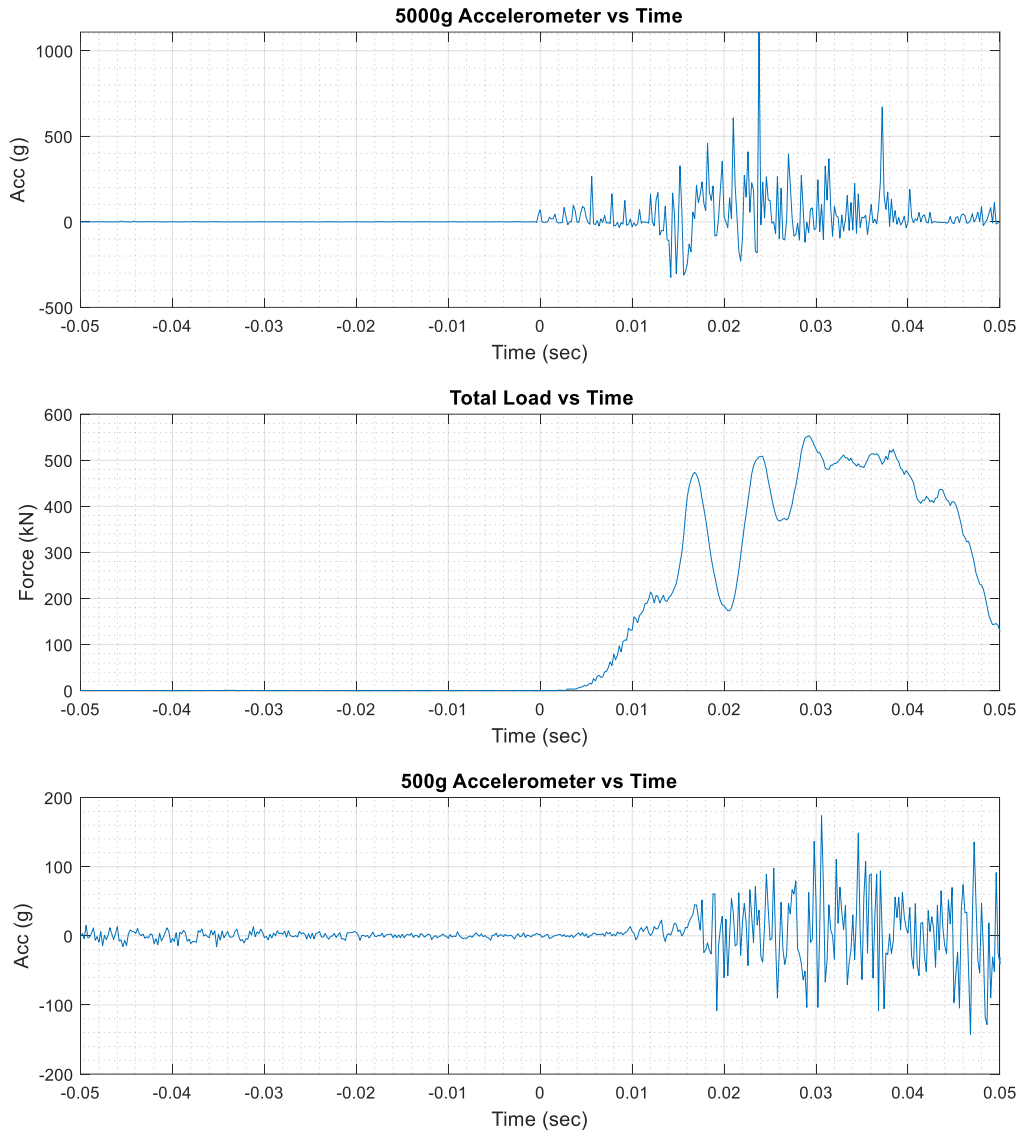 5000g Accelerometer vs Time
1000
500
0
-500
Acc (g)
-0.05 -0.04 -0.03 -0.02 -0.01 0 0.01 0.02 0.03 0.04 0.05
Time (sec)
Total Load vs Time
600
500
400
300
200
100
0
Force (kN)
-0.05 -0.04 -0.03 -0.02 -0.01 0 0.01 0.02 0.03 0.04 0.05
Time (sec)
500g Accelerometer vs Time
200
100
0
-100
-200
Acc (g)
-0.05 -0.04 -0.03 -0.02 -0.01 0 0.01 0.02 0.03 0.04 0.05
Time (sec)